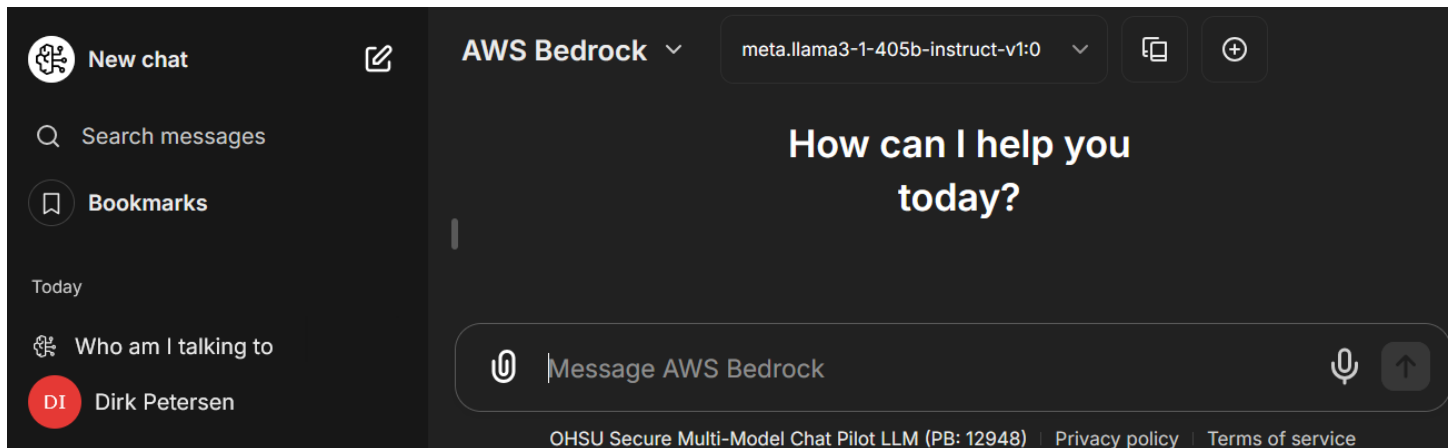 New chat
Search messages
Bookmarks
Today
Who am I talking to
DI
Dirk Petersen
AWS Bedrock
meta.llama3-1-405b-instruct-v1:0
How can I help you
today?
Message AWS Bedrock
OHSU Secure Multi-Model Chat Pilot LLM (PB: 12948) | Privacy policy | Terms of service